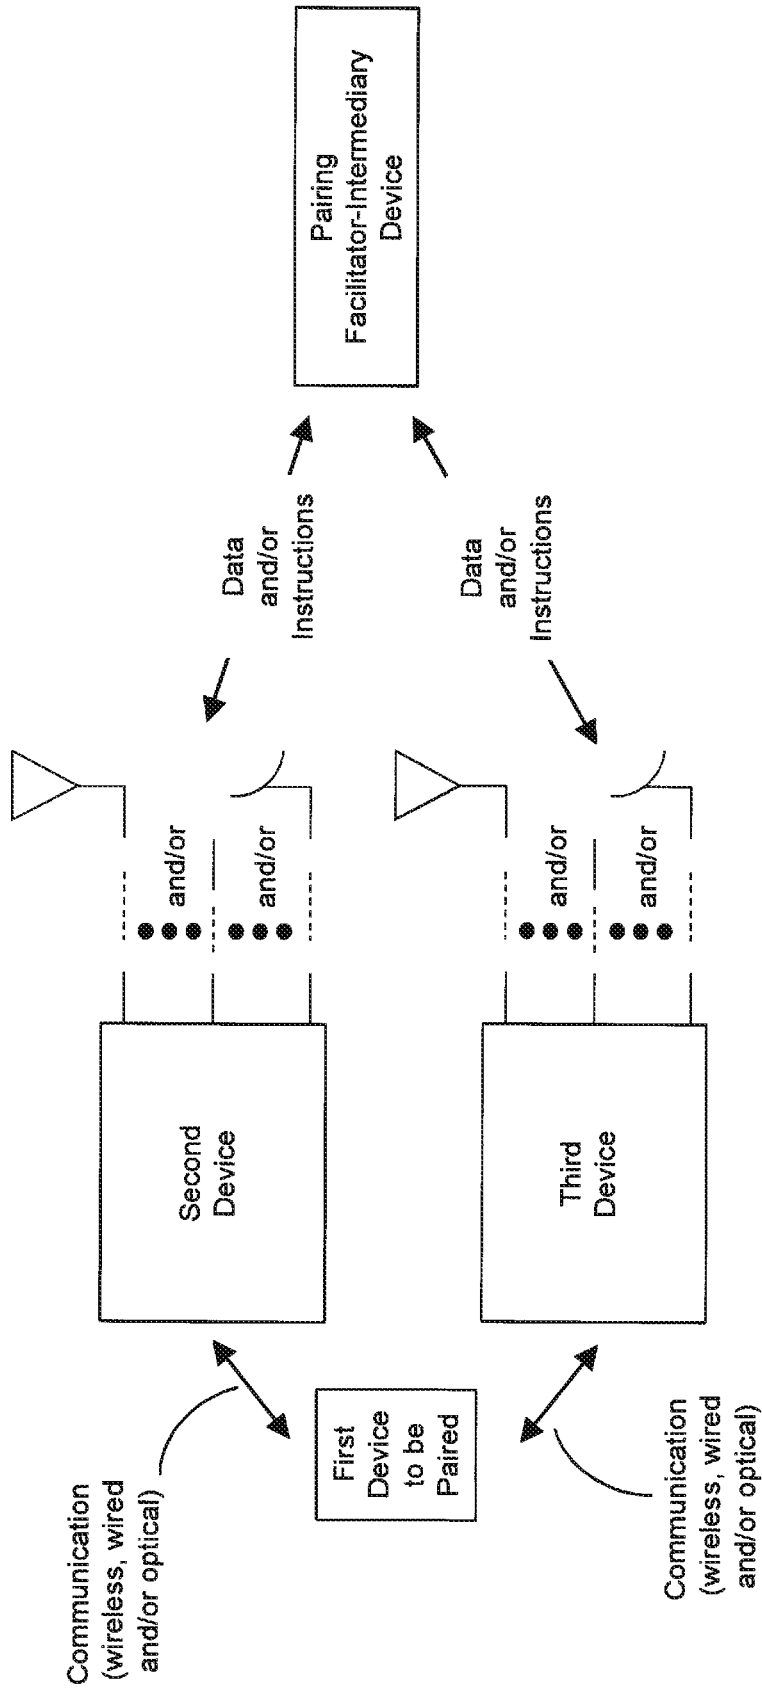 Communication
(wireless, wired
and/or optical)
First
Device
to be
Paired
Communication
(wireless, wired
and/or optical)
Second
Device
Third
Device
and/or
and/or
and/or
and/or
Data
and/or
Instructions
Data
and/or
Instructions
Pairing
Facilitator-Intermediary
Device